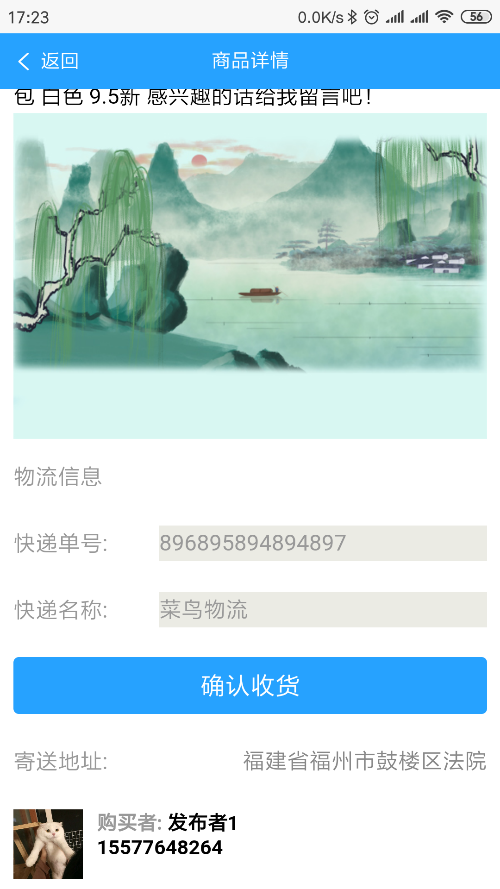 17:23
0.0K/s
56
返回
商品详情
包 白色 9.5新 感兴趣的话给我留言吧！
物流信息
快递单号: 896895894894897
快递名称: 菜鸟物流
确认收货
寄送地址: 福建省福州市鼓楼区法院
购买者: 发布者1
15577648264